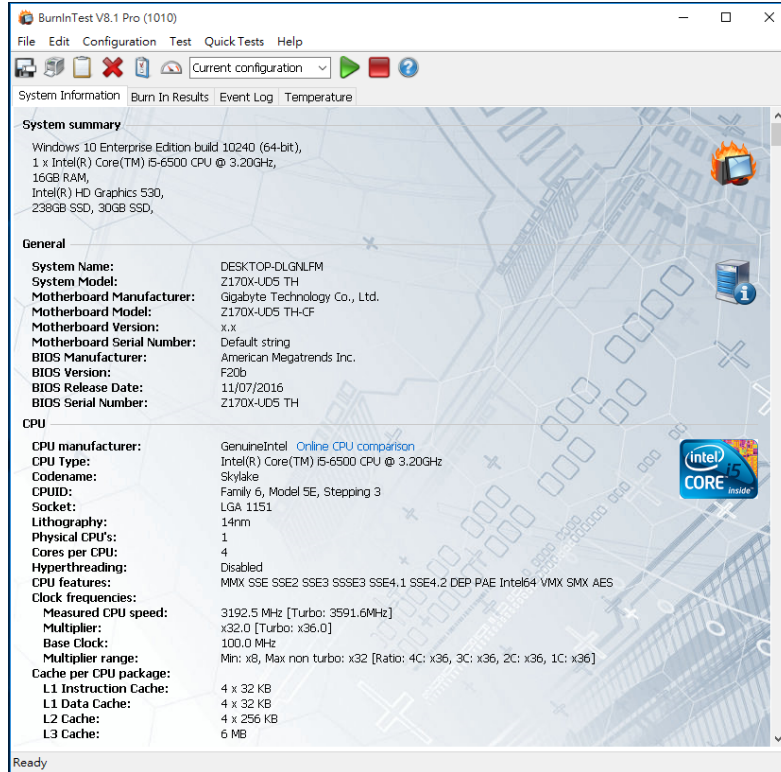 BurnInTest V8.1 Pro (1010)
File Edit Configuration Test Quick Tests Help
Current configuration
System Information Burn In Results Event Log Temperature
System summary
Windows 10 Enterprise Edition build 10240 (64-bit),
1 x Intel(R) Core(TM) i5-6500 CPU @ 3.20GHz,
16GB RAM,
Intel(R) HD Graphics 530,
238GB SSD, 30GB SSD,
General
System Name: DESKTOP-DLGNLFM
System Model: Z170X-UD5 TH
Motherboard Manufacturer: Gigabyte Technology Co., Ltd.
Motherboard Model: Z170X-UD5 TH-CF
Motherboard Version: x.x
Motherboard Serial Number: Default string
BIOS Manufacturer: American Megatrends Inc.
BIOS Version: F20b
BIOS Release Date: 11/07/2016
BIOS Serial Number: Z170X-UD5 TH
CPU
CPU manufacturer: GenuineIntel Online CPU comparison
CPU Type: Intel(R) Core(TM) i5-6500 CPU @ 3.20GHz
Codename: Skylake
CPUID: Family 6, Model 5E, Stepping 3
Socket: LGA 1151
Lithography: 14nm
Physical CPU's: 1
Cores per CPU: 4
Hyperthreading: Disabled
CPU features: MMX SSE SSE2 SSE3 SSSE3 SSE4.1 SSE4.2 DEP PAE Intel64 VMX SMX AES
Clock frequencies:
Measured CPU speed: 3192.5 MHz [Turbo: 3591.6MHz]
Multiplier: x32.0 [Turbo: x36.0]
Base Clock: 100.0 MHz
Multiplier range: Min: x8, Max non turbo: x32 [Ratio: 4C: x36, 3C: x36, 2C: x36, 1C: x36]
Cache per CPU package:
L1 Instruction Cache: 4 x 32 KB
L1 Data Cache: 4 x 32 KB
L2 Cache: 4 x 256 KB
L3 Cache: 6 MB
intel i5
CORE inside
Ready